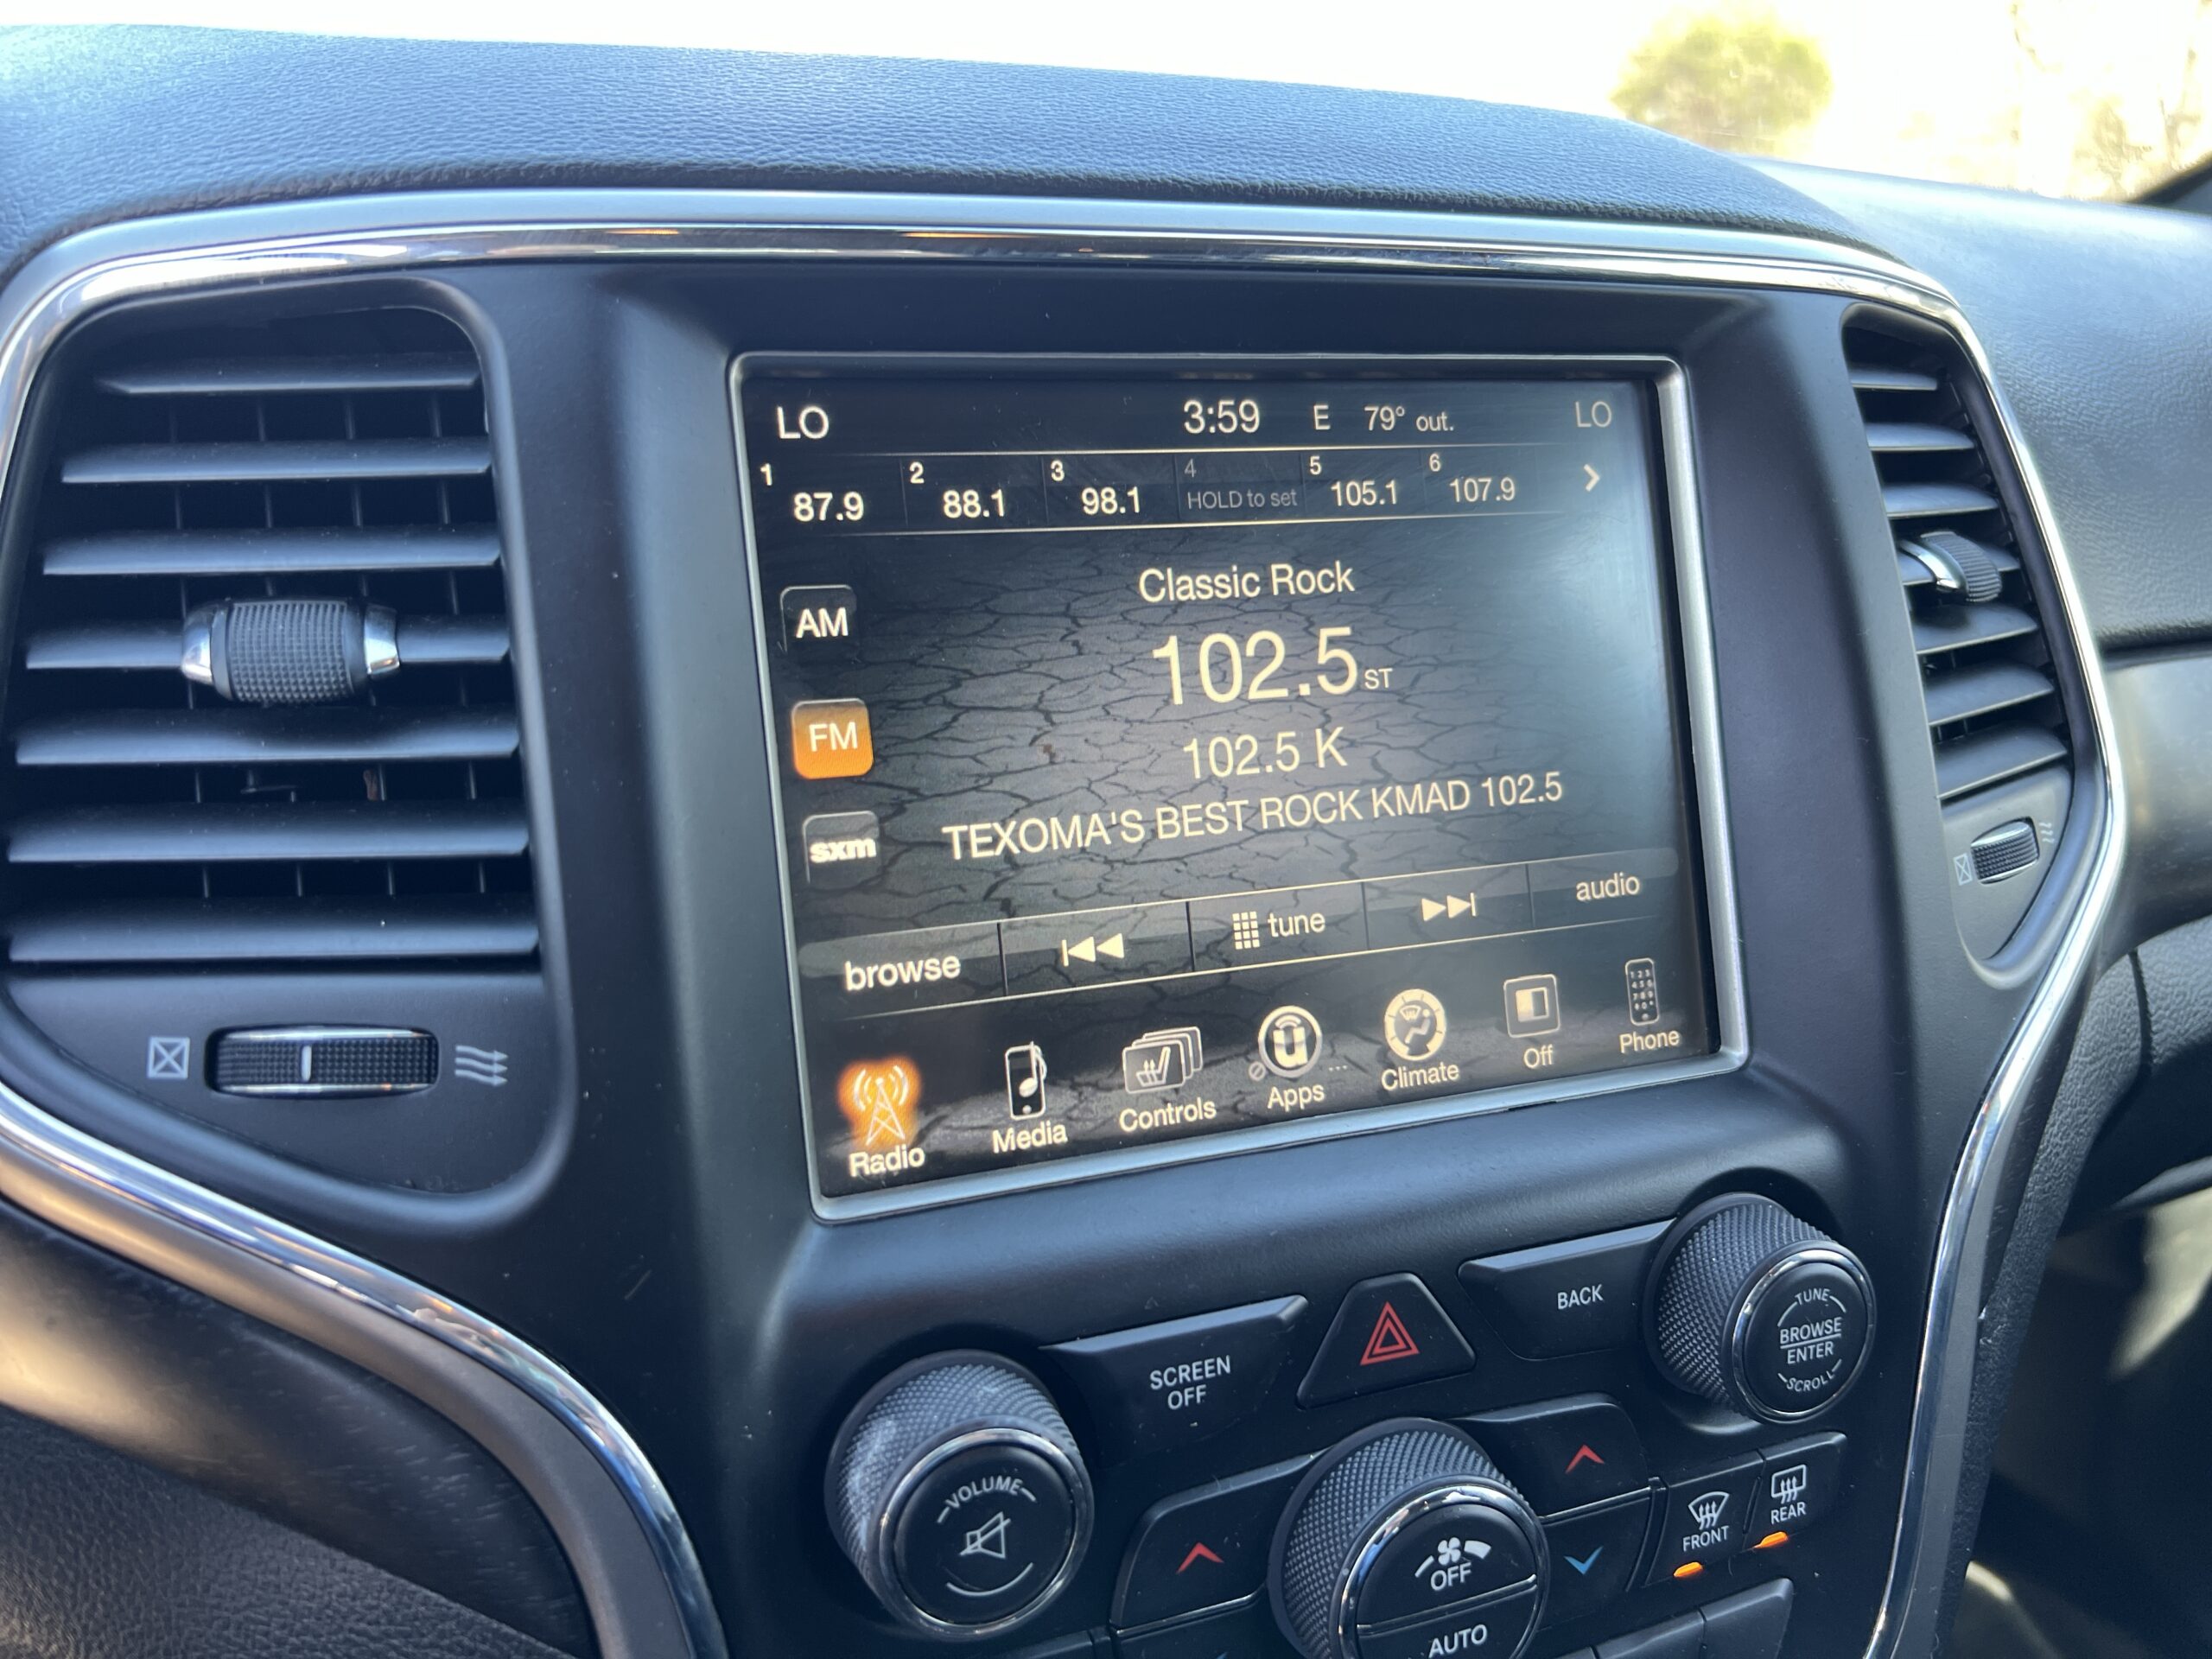 LO 3:59 E 79° out. LO
1 2 3 4 5 6
87.9 88.1 98.1 HOLD to set 105.1 107.9
Classic Rock
AM
102.5 ST
FM
102.5 K
TEXOMA'S BEST ROCK KMAD 102.5
sxm
browse tune audio
Radio Media Controls Apps Climate Off Phone
BACK
TUNE
BROWSE
ENTER
SCROLL
SCREEN
OFF
VOLUME
OFF
AUTO
FRONT
REAR